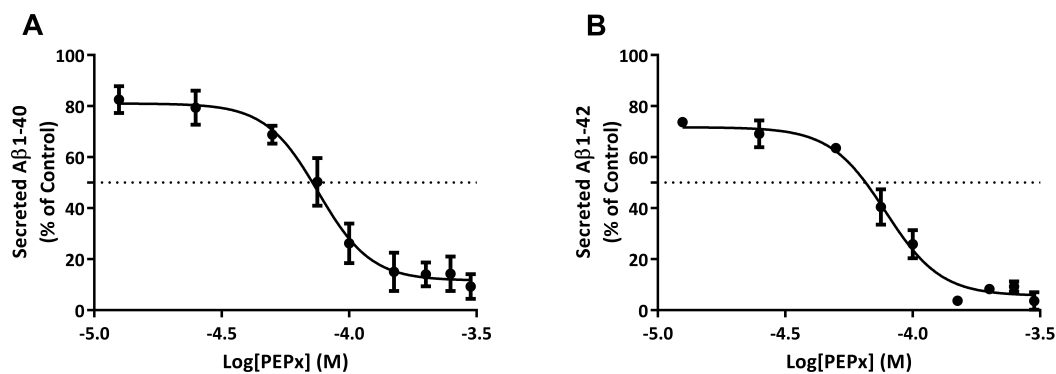 A
100
80
60
40
20
0
Secreted Aβ1-40
(% of Control)
-5.0
-4.5
-4.0
-3.5
Log[PEPx] (M)
B
100
80
60
40
20
0
Secreted Aβ1-42
(% of Control)
-5.0
-4.5
-4.0
-3.5
Log[PEPx] (M)